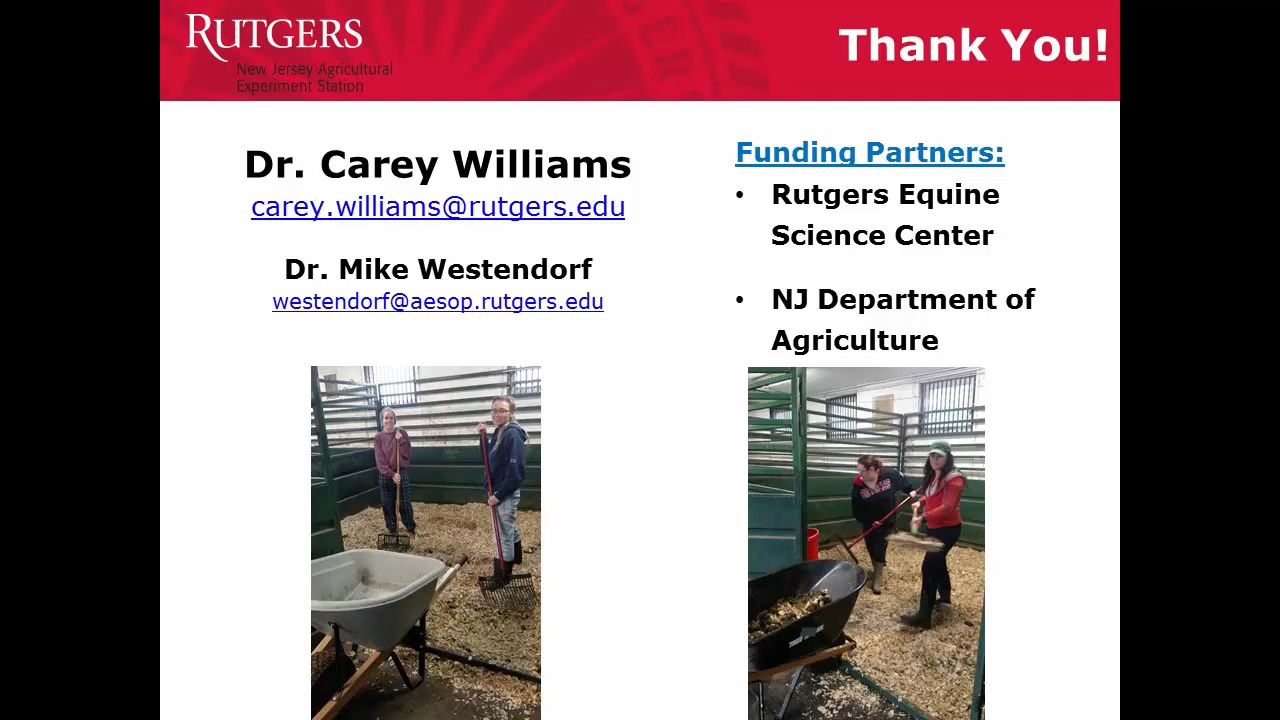 RUTGERS
New Jersey Agricultural
Experiment Station
Thank You!
Dr. Carey Williams
carey.williams@rutgers.edu
Dr. Mike Westendorf
westendorf@aesop.rutgers.edu
Funding Partners:
• Rutgers Equine
Science Center
• NJ Department of
Agriculture